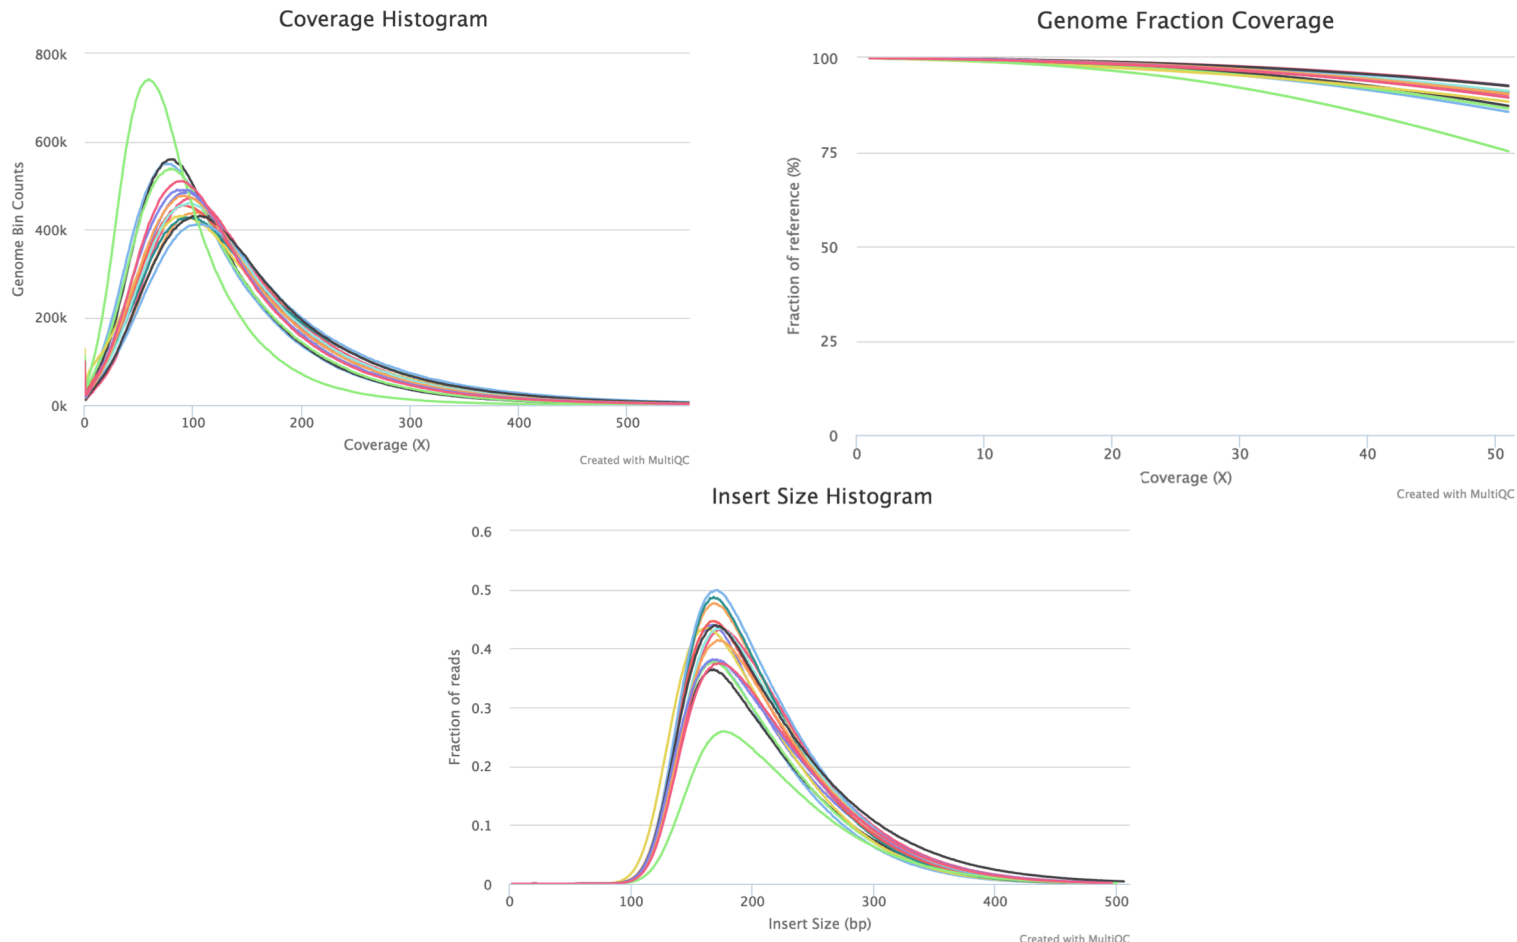 Coverage Histogram
800k
600k
400k
200k
0k
Genome Bin Counts
0 100 200 300 400 500
Coverage (X)
Created with MultiQC
Genome Fraction Coverage
100
75
50
25
0
Fraction of reference (%)
0 10 20 30 40 50
Coverage (X)
Created with MultiQC
Insert Size Histogram
0.6
0.5
0.4
0.3
0.2
0.1
0
Fraction of reads
0 100 200 300 400 500
Insert Size (bp)
Created with MultiQC